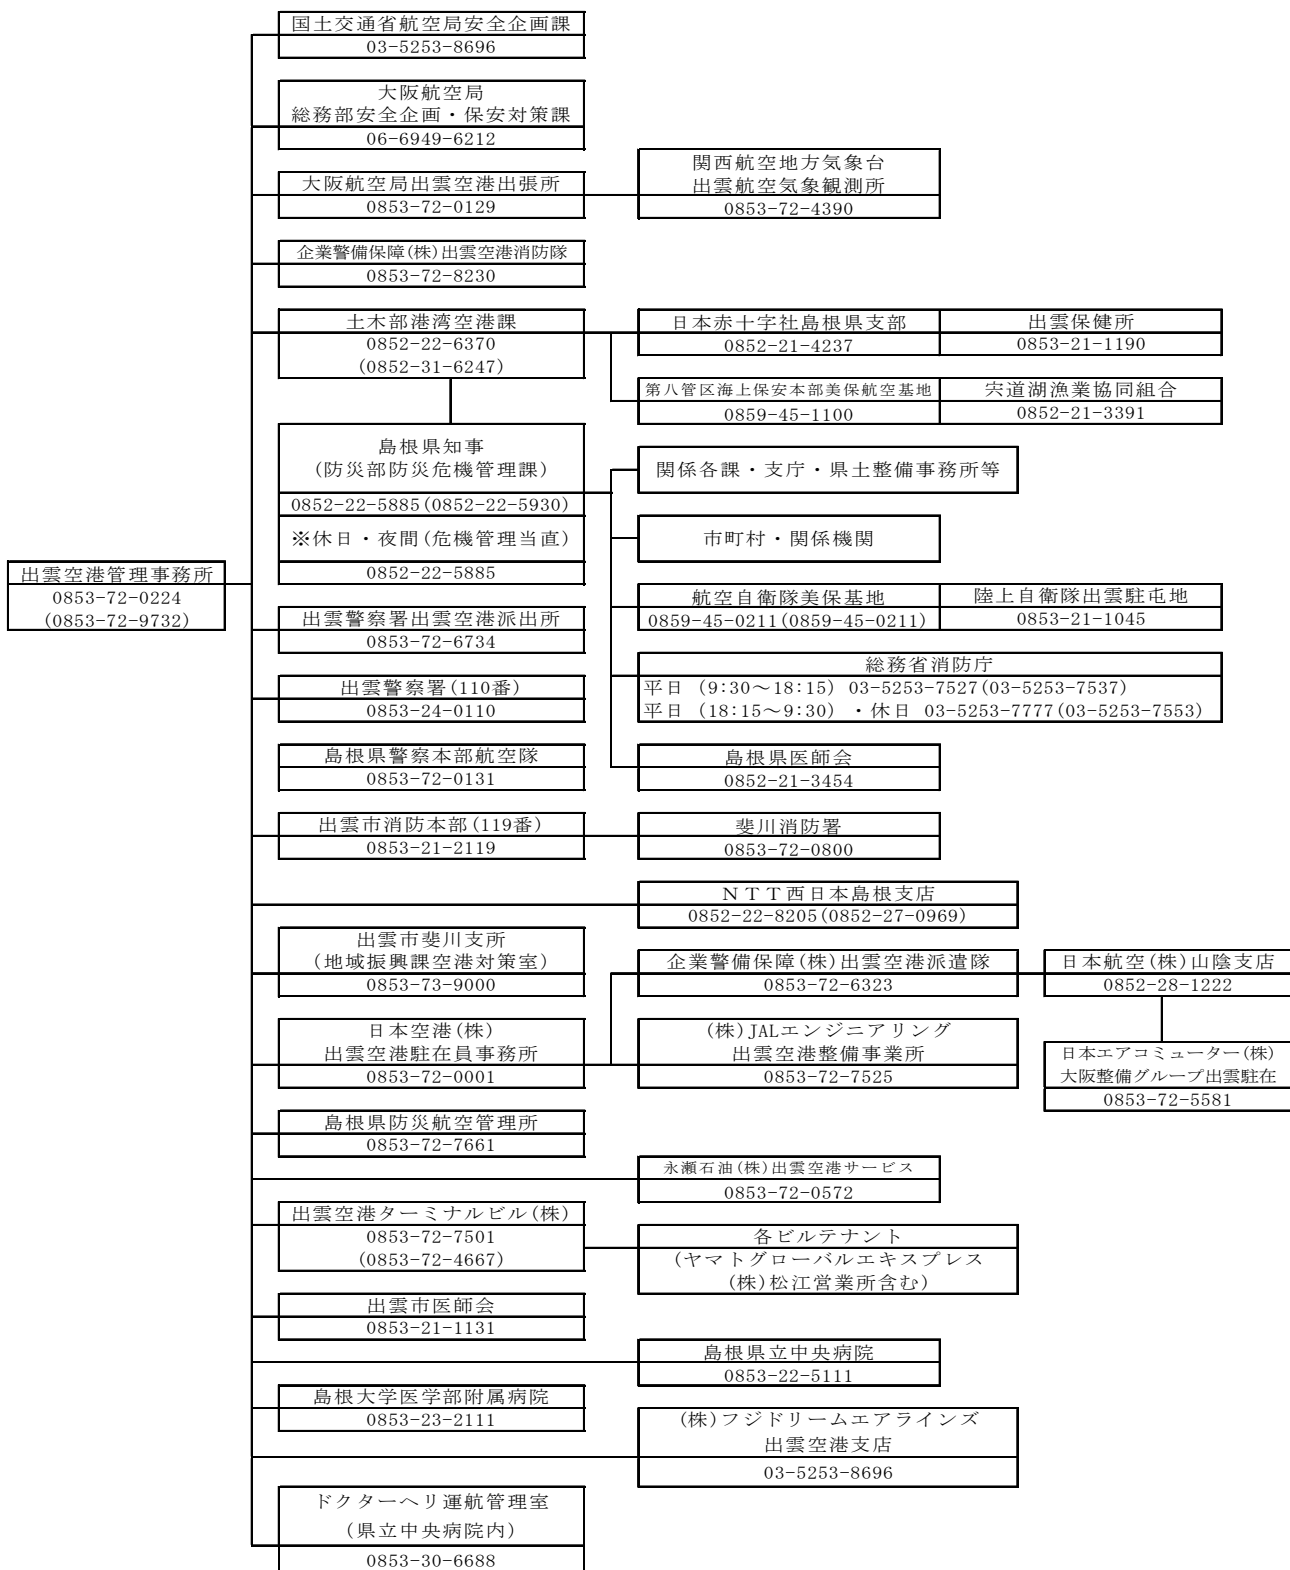 国土交通省航空局安全企画課
03-5253-8696
大阪航空局
総務部安全企画・保安対策課
06-6949-6212
大阪航空局出雲空港出張所
0853-72-0129
関西航空地方気象台
出雲航空気象観測所
0853-72-4390
企業警備保障(株)出雲空港消防隊
0853-72-8230
土木部港湾空港課
0852-22-6370
(0852-31-6247)
日本赤十字社島根県支部
0852-21-4237
出雲保健所
0853-21-1190
第八管区海上保安本部美保航空基地
0859-45-1100
宍道湖漁業協同組合
0852-21-3391
島根県知事
(防災部防災危機管理課)
0852-22-5885(0852-22-5930)
※休日・夜間(危機管理当直)
0852-22-5885
関係各課・支庁・県土整備事務所等
市町村・関係機関
出雲空港管理事務所
0853-72-0224
(0853-72-9732)
航空自衛隊美保基地
0859-45-0211(0859-45-0211)
陸上自衛隊出雲駐屯地
0853-21-1045
出雲警察署出雲空港派出所
0853-72-6734
総務省消防庁
平日 (9:30～18:15) 03-5253-7527(03-5253-7537)
平日 (18:15～9:30) ・休日 03-5253-7777(03-5253-7553)
出雲警察署(110番)
0853-24-0110
島根県警察本部航空隊
0853-72-0131
島根県医師会
0852-21-3454
出雲市消防本部(119番)
0853-21-2119
斐川消防署
0853-72-0800
ＮＴＴ西日本島根支店
0852-22-8205(0852-27-0969)
出雲市斐川支所
(地域振興課空港対策室)
0853-73-9000
企業警備保障(株)出雲空港派遣隊
0853-72-6323
日本航空(株)山陰支店
0852-28-1222
日本空港(株)
出雲空港駐在員事務所
0853-72-0001
(株)JALエンジニアリング
出雲空港整備事業所
0853-72-7525
日本エアコミューター(株)
大阪整備グループ出雲駐在
0853-72-5581
島根県防災航空管理所
0853-72-7661
永瀬石油(株)出雲空港サービス
0853-72-0572
出雲空港ターミナルビル(株)
0853-72-7501
(0853-72-4667)
各ビルテナント
(ヤマトグローバルエキスプレス
(株)松江営業所含む)
出雲市医師会
0853-21-1131
島根県立中央病院
0853-22-5111
島根大学医学部附属病院
0853-23-2111
(株)フジドリームエアラインズ
出雲空港支店
03-5253-8696
ドクターヘリ運航管理室
(県立中央病院内)
0853-30-6688